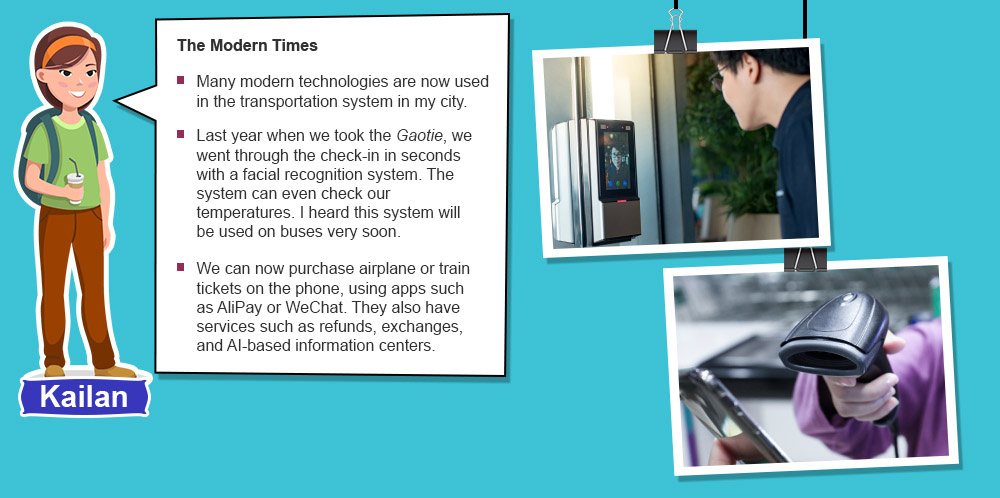 The Modern Times
Many modern technologies are now used
in the transportation system in my city.
Last year when we took the Gaotie, we
went through the check-in in seconds
with a facial recognition system. The
system can even check our
temperatures. I heard this system will
be used on buses very soon.
We can now purchase airplane or train
tickets on the phone, using apps such
as AliPay or WeChat. They also have
services such as refunds, exchanges,
and AI-based information centers.
Kailan